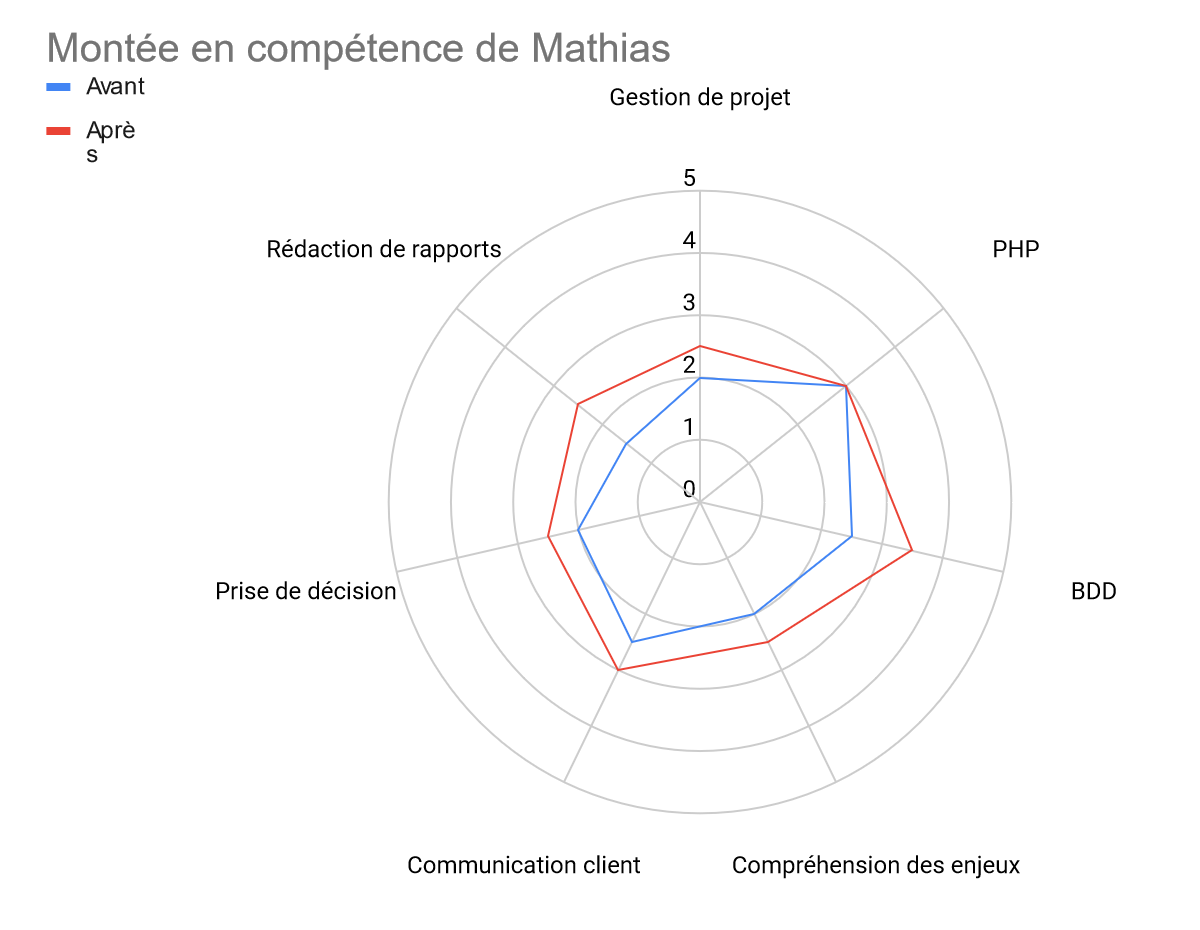 Montée en compétence de Mathias
Avant
Aprè
s
Gestion de projet
5
Rédaction de rapports
PHP
4
3
2
1
0
Prise de décision
BDD
Communication client
Compréhension des enjeux